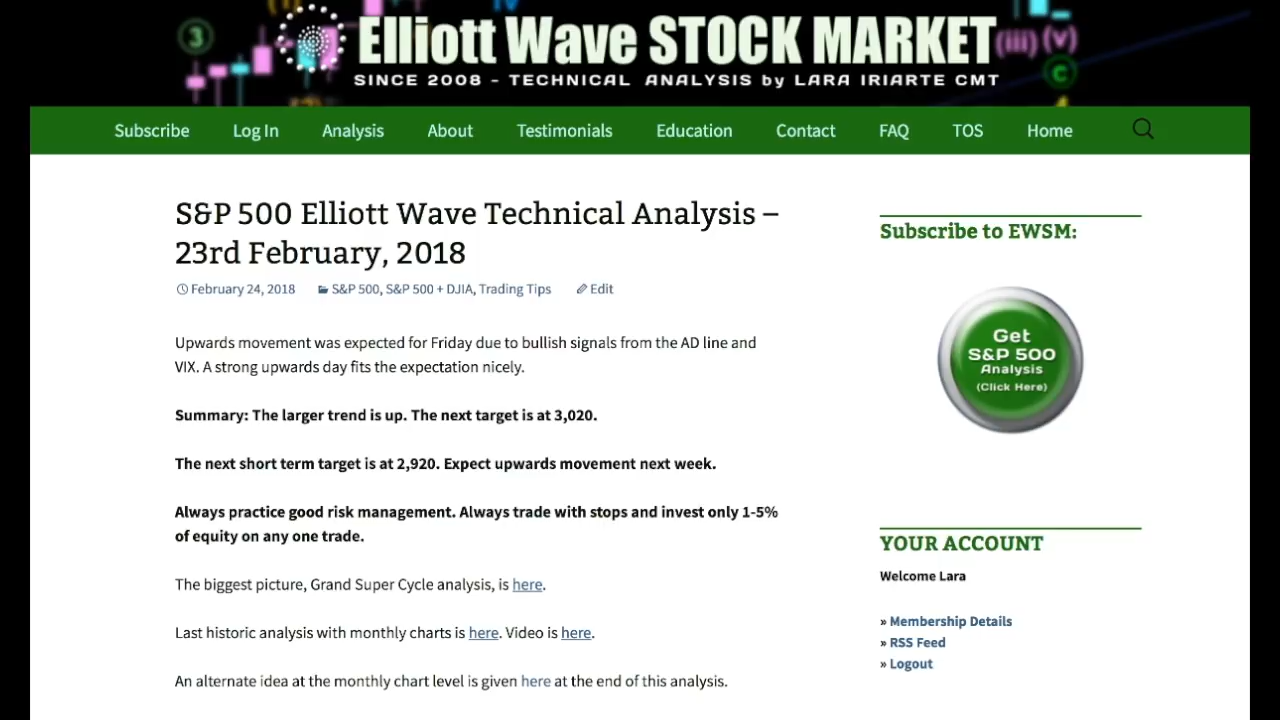 3
Elliott Wave STOCK MARKET
(iii) (v)
SINCE 2008 - TECHNICAL ANALYSIS by LARA IRIARTE CMT
C
Subscribe Log In Analysis About Testimonials Education Contact FAQ TOS Home
S&P 500 Elliott Wave Technical Analysis –
23rd February, 2018
February 24, 2018 S&P 500, S&P 500 + DJIA, Trading Tips Edit
Upwards movement was expected for Friday due to bullish signals from the AD line and
VIX. A strong upwards day fits the expectation nicely.
Summary: The larger trend is up. The next target is at 3,020.
The next short term target is at 2,920. Expect upwards movement next week.
Always practice good risk management. Always trade with stops and invest only 1-5%
of equity on any one trade.
The biggest picture, Grand Super Cycle analysis, is here.
Last historic analysis with monthly charts is here. Video is here.
An alternate idea at the monthly chart level is given here at the end of this analysis.
Subscribe to EWSM:
Get
S&P 500
Analysis
(Click Here)
YOUR ACCOUNT
Welcome Lara
» Membership Details
» RSS Feed
» Logout